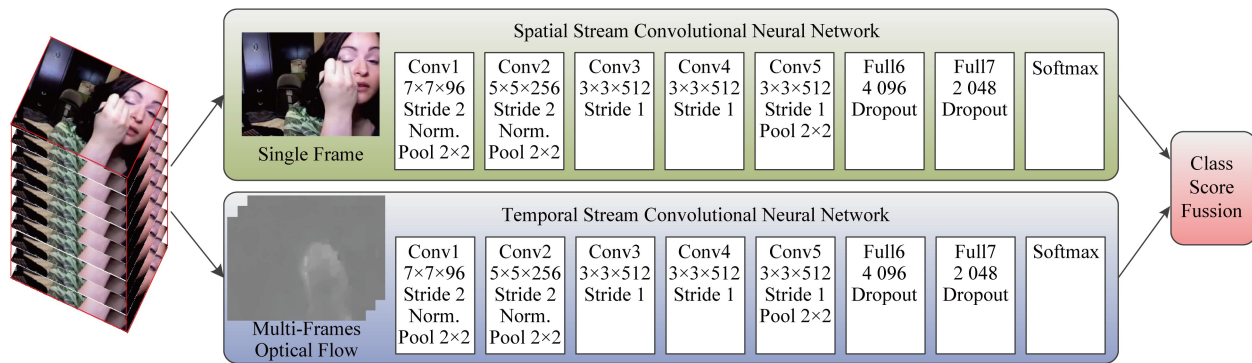 Spatial Stream Convolutional Neural Network
Single Frame
Conv1
7×7×96
Stride 2
Norm.
Pool 2×2
Conv2
5×5×256
Stride 2
Norm.
Pool 2×2
Conv3
3×3×512
Stride 1
Conv4
3×3×512
Stride 1
Conv5
3×3×512
Stride 1
Pool 2×2
Full6
4 096
Dropout
Full7
2 048
Dropout
Softmax
Temporal Stream Convolutional Neural Network
Multi-Frames
Optical Flow
Conv1
7×7×96
Stride 2
Norm.
Pool 2×2
Conv2
5×5×256
Stride 2
Norm.
Pool 2×2
Conv3
3×3×512
Stride 1
Conv4
3×3×512
Stride 1
Conv5
3×3×512
Stride 1
Pool 2×2
Full6
4 096
Dropout
Full7
2 048
Dropout
Softmax
Class
Score
Fussion